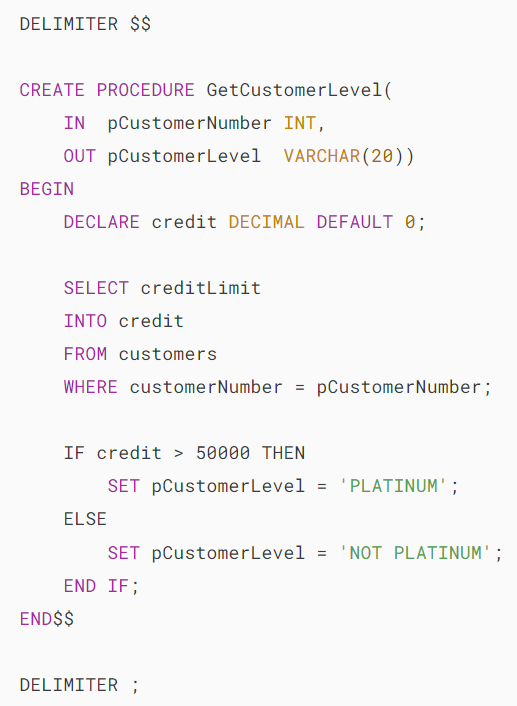 DELIMITER $$

CREATE PROCEDURE GetCustomerLevel(
    IN  pCustomerNumber INT,
    OUT pCustomerLevel  VARCHAR(20))
BEGIN
    DECLARE credit DECIMAL DEFAULT 0;

    SELECT creditLimit
    INTO credit
    FROM customers
    WHERE customerNumber = pCustomerNumber;

    IF credit > 50000 THEN
        SET pCustomerLevel = 'PLATINUM';
    ELSE
        SET pCustomerLevel = 'NOT PLATINUM';
    END IF;
END$$

DELIMITER ;